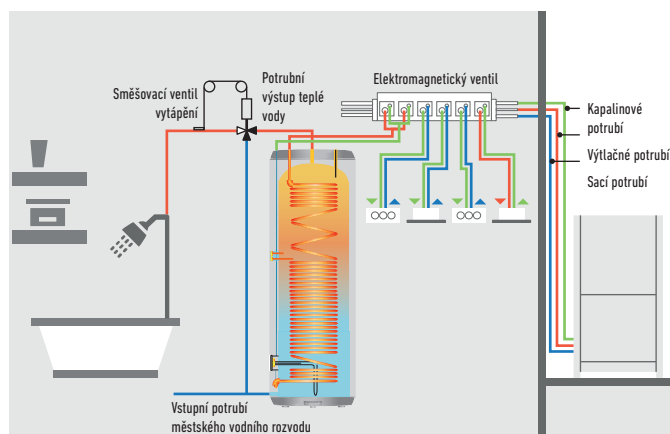 Směšovací ventil
vytápění
Potrubní
výstup teplé
vody
Elektromagnetický ventil
Kapalinové
potrubí
Výtlačné potrubí
Sací potrubí
Vstupní potrubí
městského vodního rozvodu